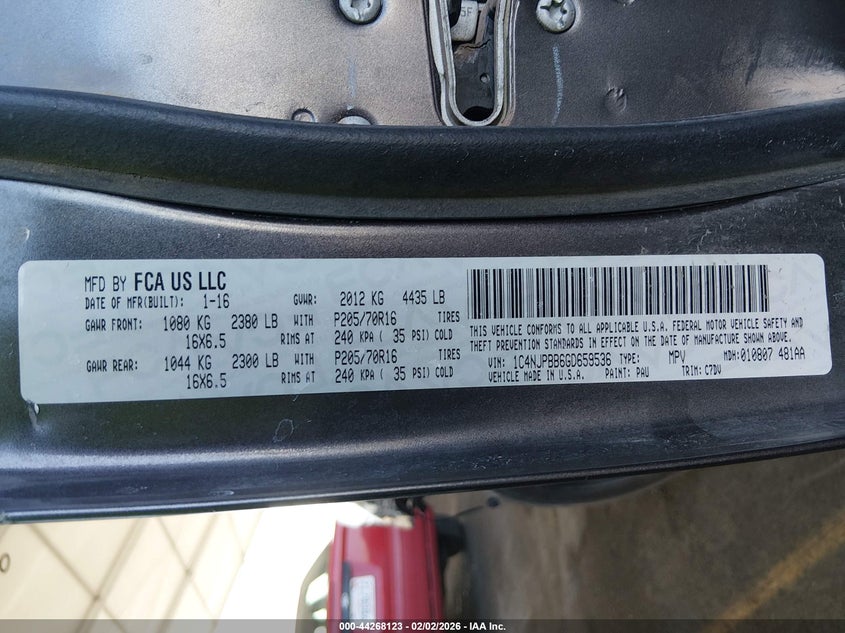 5F
MFD BY FCA US LLC
DATE OF MFR(BUILT): 1-16 GVWR: 2012 KG 4435 LB
GAWR FRONT: 1080 KG 2380 LB WITH P205/70R16 TIRES
16X6.5 RIMS AT 240 KPA ( 35 PSI) COLD
GAWR REAR: 1044 KG 2300 LB WITH P205/70R16 TIRES
16X6.5 RIMS AT 240 KPA ( 35 PSI) COLD
THIS VEHICLE CONFORMS TO ALL APPLICABLE U.S.A. FEDERAL MOTOR VEHICLE SAFETY AND
THEFT PREVENTION STANDARDS IN EFFECT ON THE DATE OF MANUFACTURE SHOWN ABOVE
VIN: 1C4NJPBB6GD659536 TYPE: MPV MDH:010807 481AA
VEHICLE MADE IN U.S.A. PAINT: PAU TRIM: C7DV
000-44268123 - 02/02/2026 - IAA Inc.